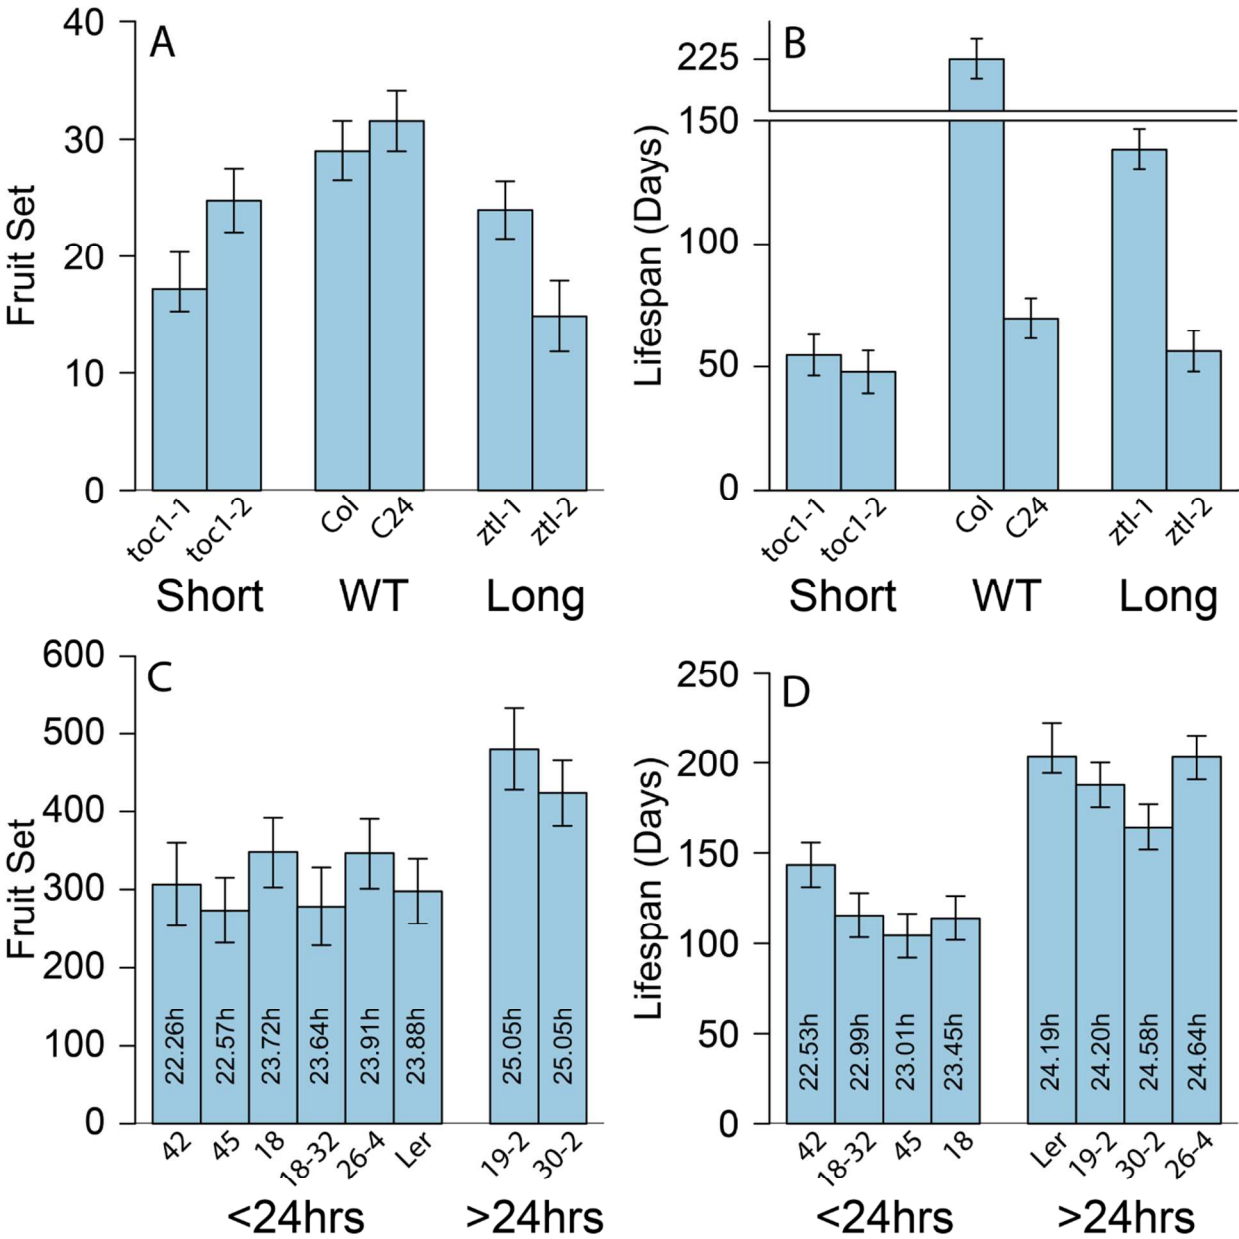 A
Fruit Set
40
30
20
10
0
toc1-1
toc1-2
Col
C24
ztl-1
ztl-2
Short
WT
Long
B
Lifespan (Days)
225
150
100
50
0
toc1-1
toc1-2
Col
C24
ztl-1
ztl-2
Short
WT
Long
C
Fruit Set
600
500
400
300
200
100
0
22.26h
22.57h
23.72h
23.64h
23.91h
23.88h
25.05h
25.05h
42
45
18
18-32
26-4
Ler
19-2
30-2
<24hrs
>24hrs
D
Lifespan (Days)
250
200
150
100
50
0
22.53h
22.99h
23.01h
23.45h
24.19h
24.20h
24.58h
24.64h
42
18-32
45
18
Ler
19-2
30-2
26-4
<24hrs
>24hrs